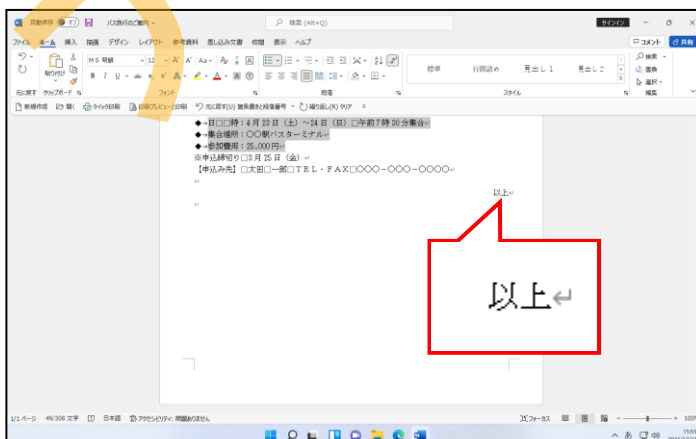 自動保存 オフ バス旅行のご案内 検索 (Alt+Q) サインイン
ファイル ホーム 挿入 描画 デザイン レイアウト 参考資料 差し込み文書 校閲 表示 ヘルプ コメント 共有
貼り付け MS 明朝 12 標準 行間詰め 見出し 1 見出し 2 検索 置換 選択
元に戻す クリップボード フォント 段落 スタイル 編集
新規作成 開く クイック印刷 印刷プレビューと印刷 元に戻す(U) 箇条書きと段落番号 繰り返し(R) クリア
◆→日□□時：4月23日（土）～24日（日）□午前7時30分集合↵
◆→集合場所：〇〇駅バスターミナル↵
◆→参加費用：25,000円↵
※申込締切り□3月25日（金）↵
【申込み先】□太田□一郎□ＴＥＬ・ＦＡＸ□〇〇〇－〇〇〇－〇〇〇〇↵
以上↵
以上↵
1/1 ページ 49/308 文字 日本語 アクセシビリティ: 問題ありません フォーカス 100%
あ